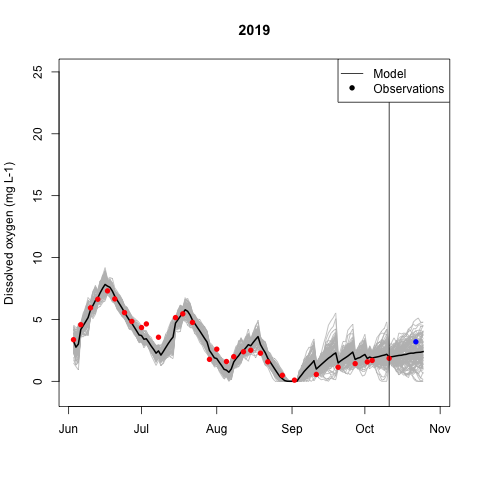 2019
Model
Observations
Dissolved oxygen (mg L-1)
25
20
15
10
5
0
Jun Jul Aug Sep Oct Nov